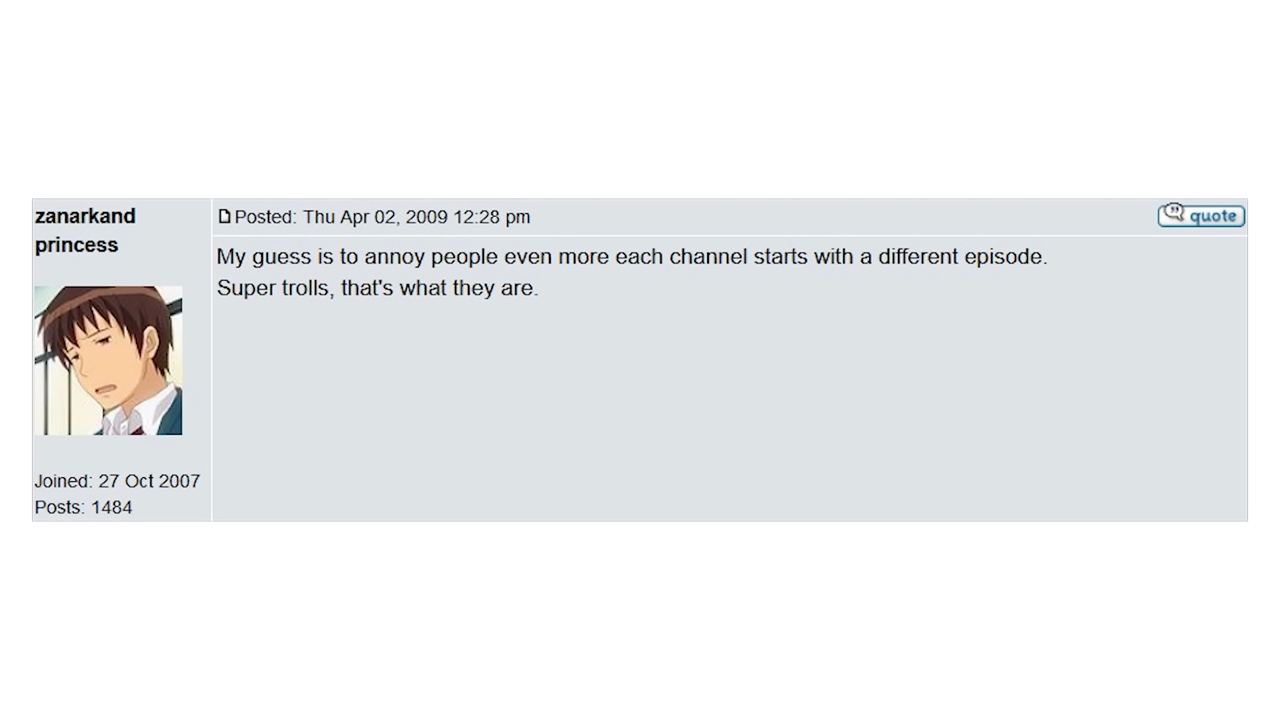 zanarkand
princess
Posted: Thu Apr 02, 2009 12:28 pm
quote
My guess is to annoy people even more each channel starts with a different episode.
Super trolls, that's what they are.
Joined: 27 Oct 2007
Posts: 1484